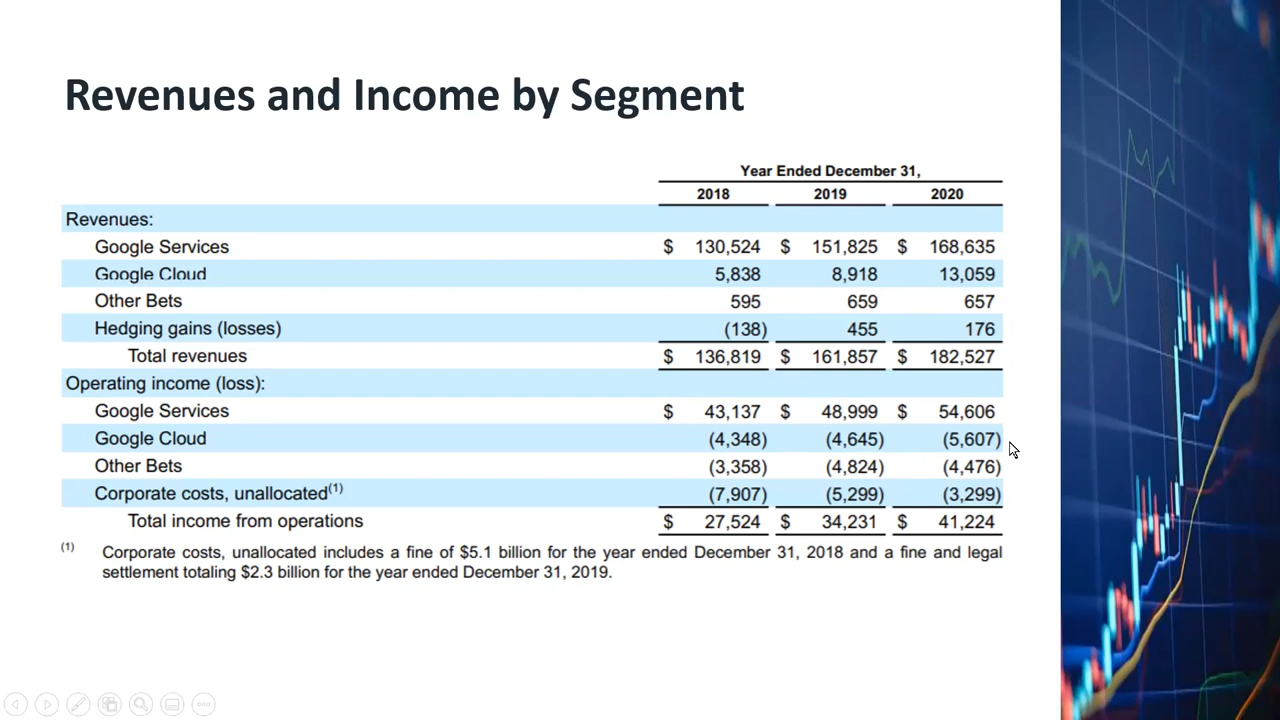 Revenues and Income by Segment
Year Ended December 31,
2018 2019 2020
Revenues:
Google Services $ 130,524 $ 151,825 $ 168,635
Google Cloud 5,838 8,918 13,059
Other Bets 595 659 657
Hedging gains (losses) (138) 455 176
Total revenues $ 136,819 $ 161,857 $ 182,527
Operating income (loss):
Google Services $ 43,137 $ 48,999 $ 54,606
Google Cloud (4,348) (4,645) (5,607)
Other Bets (3,358) (4,824) (4,476)
Corporate costs, unallocated(1) (7,907) (5,299) (3,299)
Total income from operations $ 27,524 $ 34,231 $ 41,224
(1) Corporate costs, unallocated includes a fine of $5.1 billion for the year ended December 31, 2018 and a fine and legal
settlement totaling $2.3 billion for the year ended December 31, 2019.